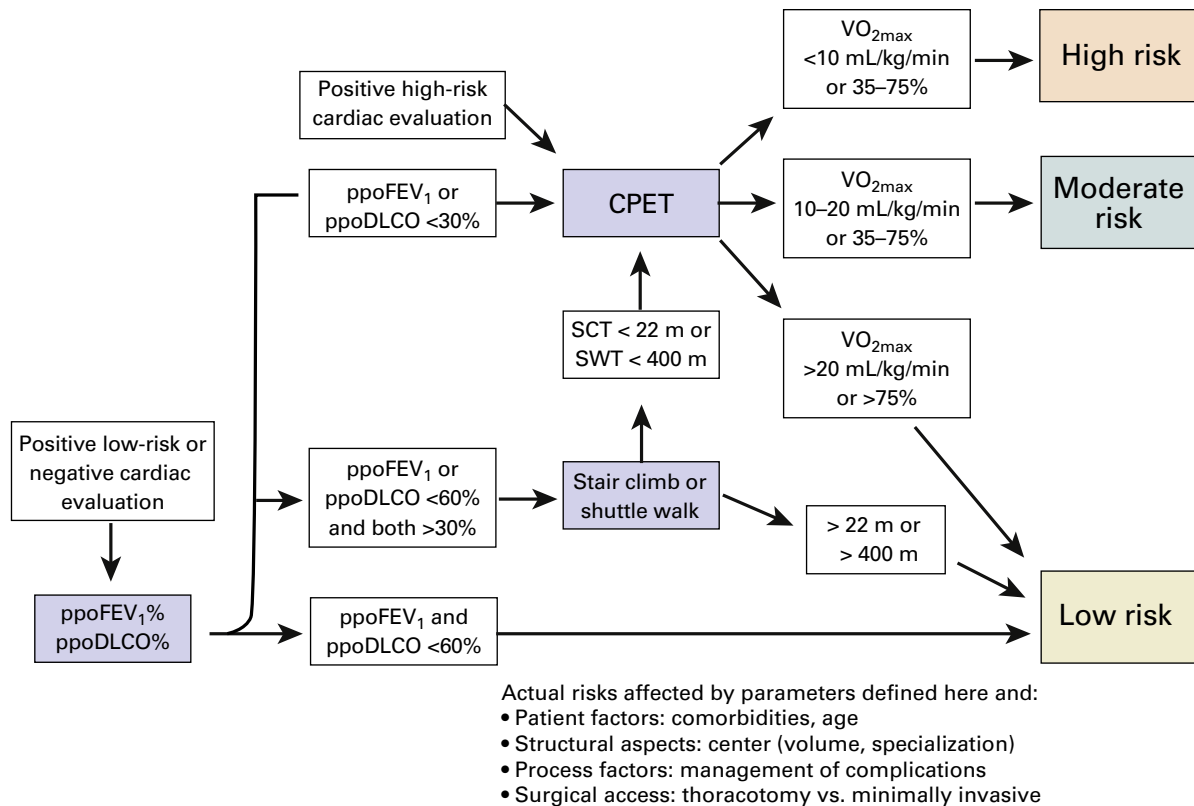 Positive high-risk
cardiac evaluation
VO2max
<10 mL/kg/min
or 35–75%
High risk
ppoFEV1 or
ppoDLCO <30%
CPET
VO2max
10–20 mL/kg/min
or 35–75%
Moderate
risk
SCT < 22 m or
SWT < 400 m
VO2max
>20 mL/kg/min
or >75%
Positive low-risk or
negative cardiac
evaluation
ppoFEV1 or
ppoDLCO <60%
and both >30%
Stair climb or
shuttle walk
> 22 m or
> 400 m
ppoFEV1%
ppoDLCO%
ppoFEV1 and
ppoDLCO <60%
Low risk
Actual risks affected by parameters defined here and:
• Patient factors: comorbidities, age
• Structural aspects: center (volume, specialization)
• Process factors: management of complications
• Surgical access: thoracotomy vs. minimally invasive